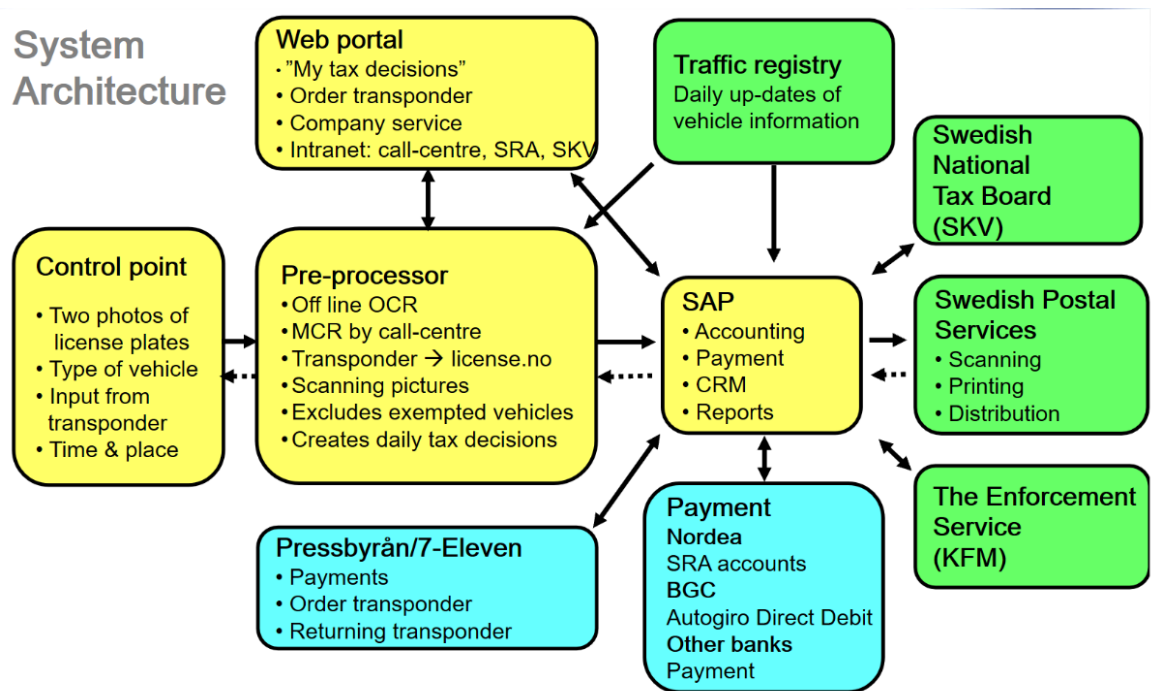 System
Architecture
Web portal
• "My tax decisions"
• Order transponder
• Company service
• Intranet: call-centre, SRA, SKV
Traffic registry
Daily up-dates of
vehicle information
Swedish
National
Tax Board
(SKV)
Control point
• Two photos of
license plates
• Type of vehicle
• Input from
transponder
• Time & place
Pre-processor
• Off line OCR
• MCR by call-centre
• Transponder → license.no
• Scanning pictures
• Excludes exempted vehicles
• Creates daily tax decisions
SAP
• Accounting
• Payment
• CRM
• Reports
Swedish Postal
Services
• Scanning
• Printing
• Distribution
Pressbyrån/7-Eleven
• Payments
• Order transponder
• Returning transponder
Payment
Nordea
SRA accounts
BGC
Autogiro Direct Debit
Other banks
Payment
The Enforcement
Service
(KFM)